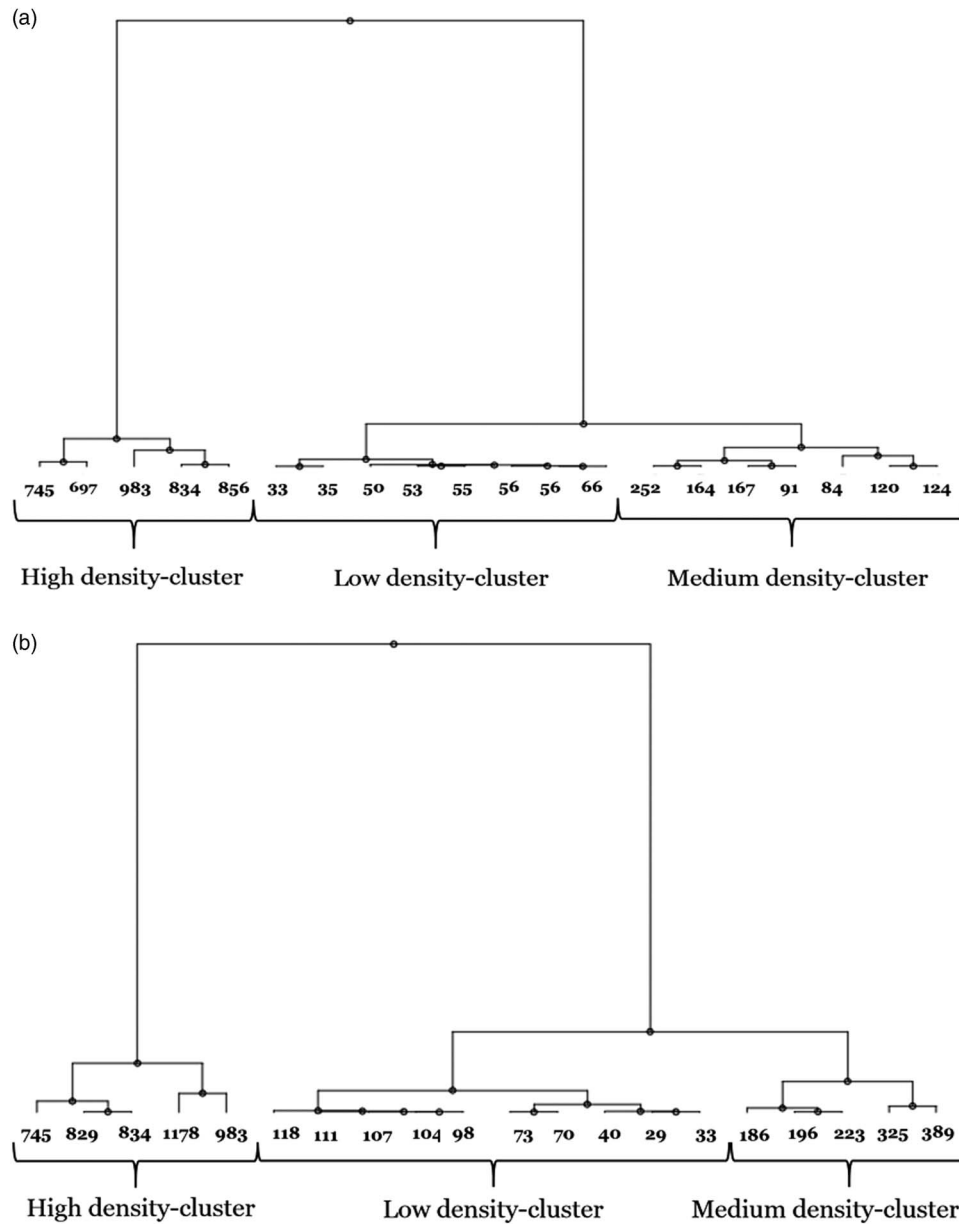 (a)
745 697 983 834 856 33 35 50 53 55 56 56 66 252 164 167 91 84 120 124
High density-cluster Low density-cluster Medium density-cluster
(b)
745 829 834 1178 983 118 111 107 104 98 73 70 40 29 33 186 196 223 325 389
High density-cluster Low density-cluster Medium density-cluster